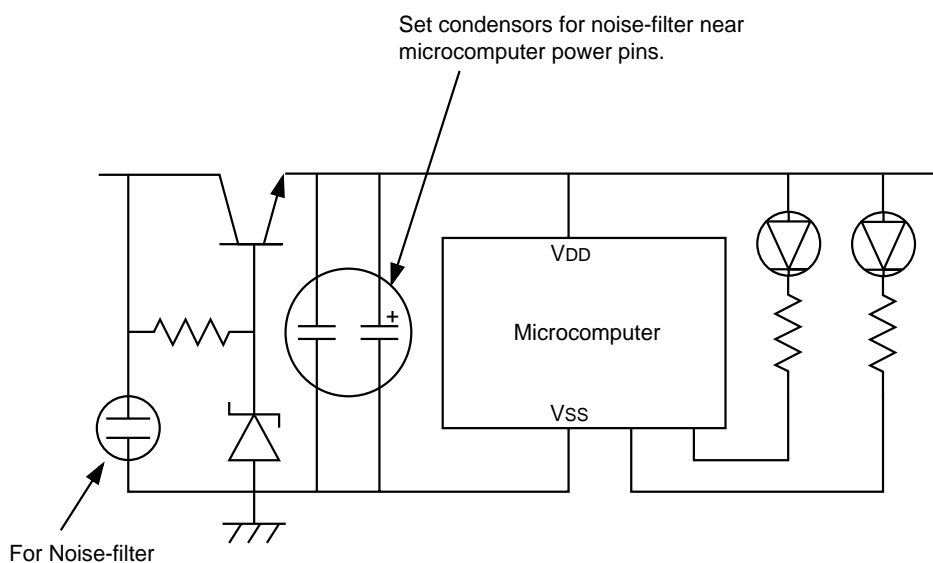 Set condensors for noise-filter near
microcomputer power pins.
+
VDD
Microcomputer
VSS
For Noise-filter